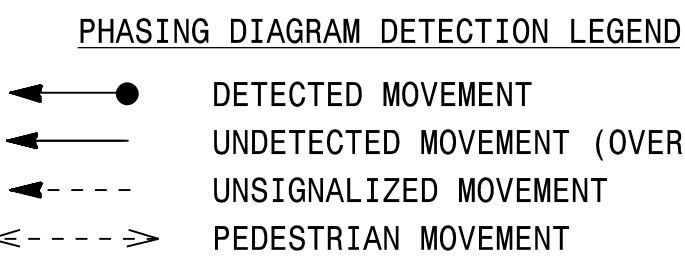 PHASING DIAGRAM DETECTION LEGEND
DETECTED MOVEMENT
UNDETECTED MOVEMENT (OVER
UNSIGNALIZED MOVEMENT
PEDESTRIAN MOVEMENT